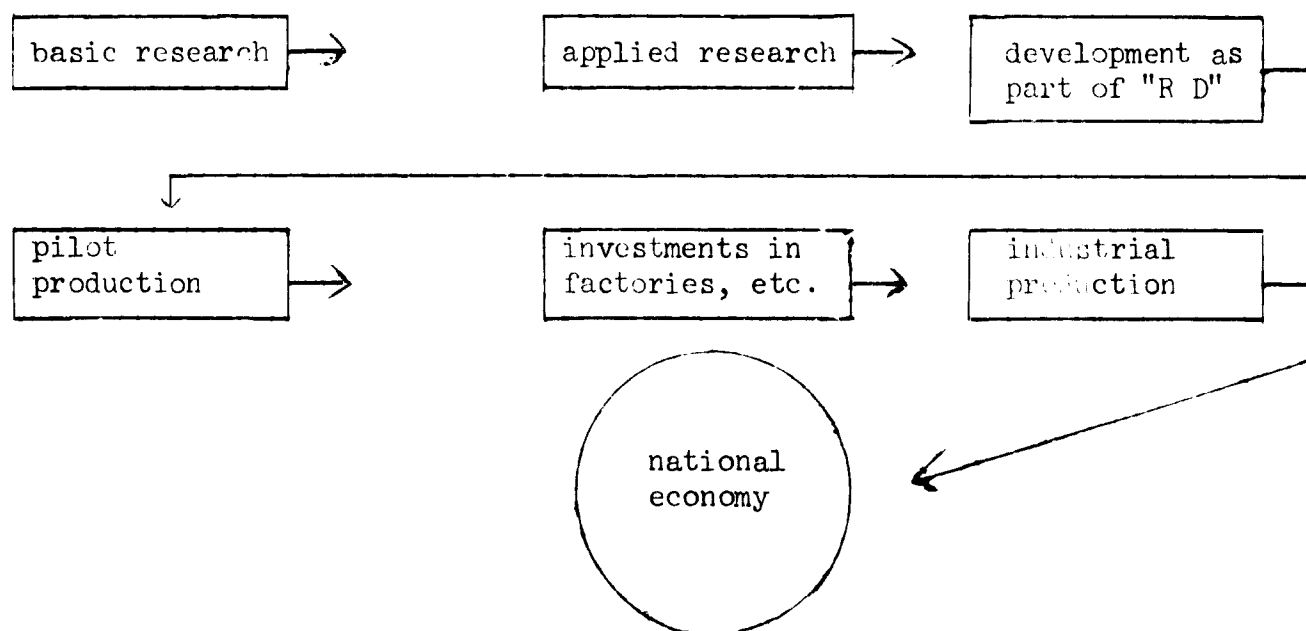 basic research
applied research
development as
part of "R D"
pilot
production
investments in
factories, etc.
industrial
production
national
economy